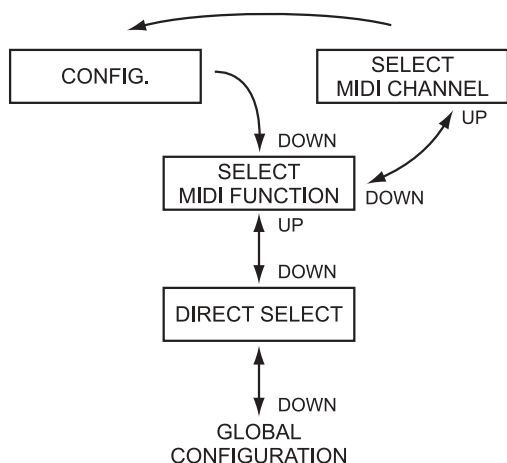 CONFIG.
SELECT
MIDI CHANNEL
UP
DOWN
SELECT
MIDI FUNCTION
DOWN
UP
DOWN
DIRECT SELECT
DOWN
GLOBAL
CONFIGURATION